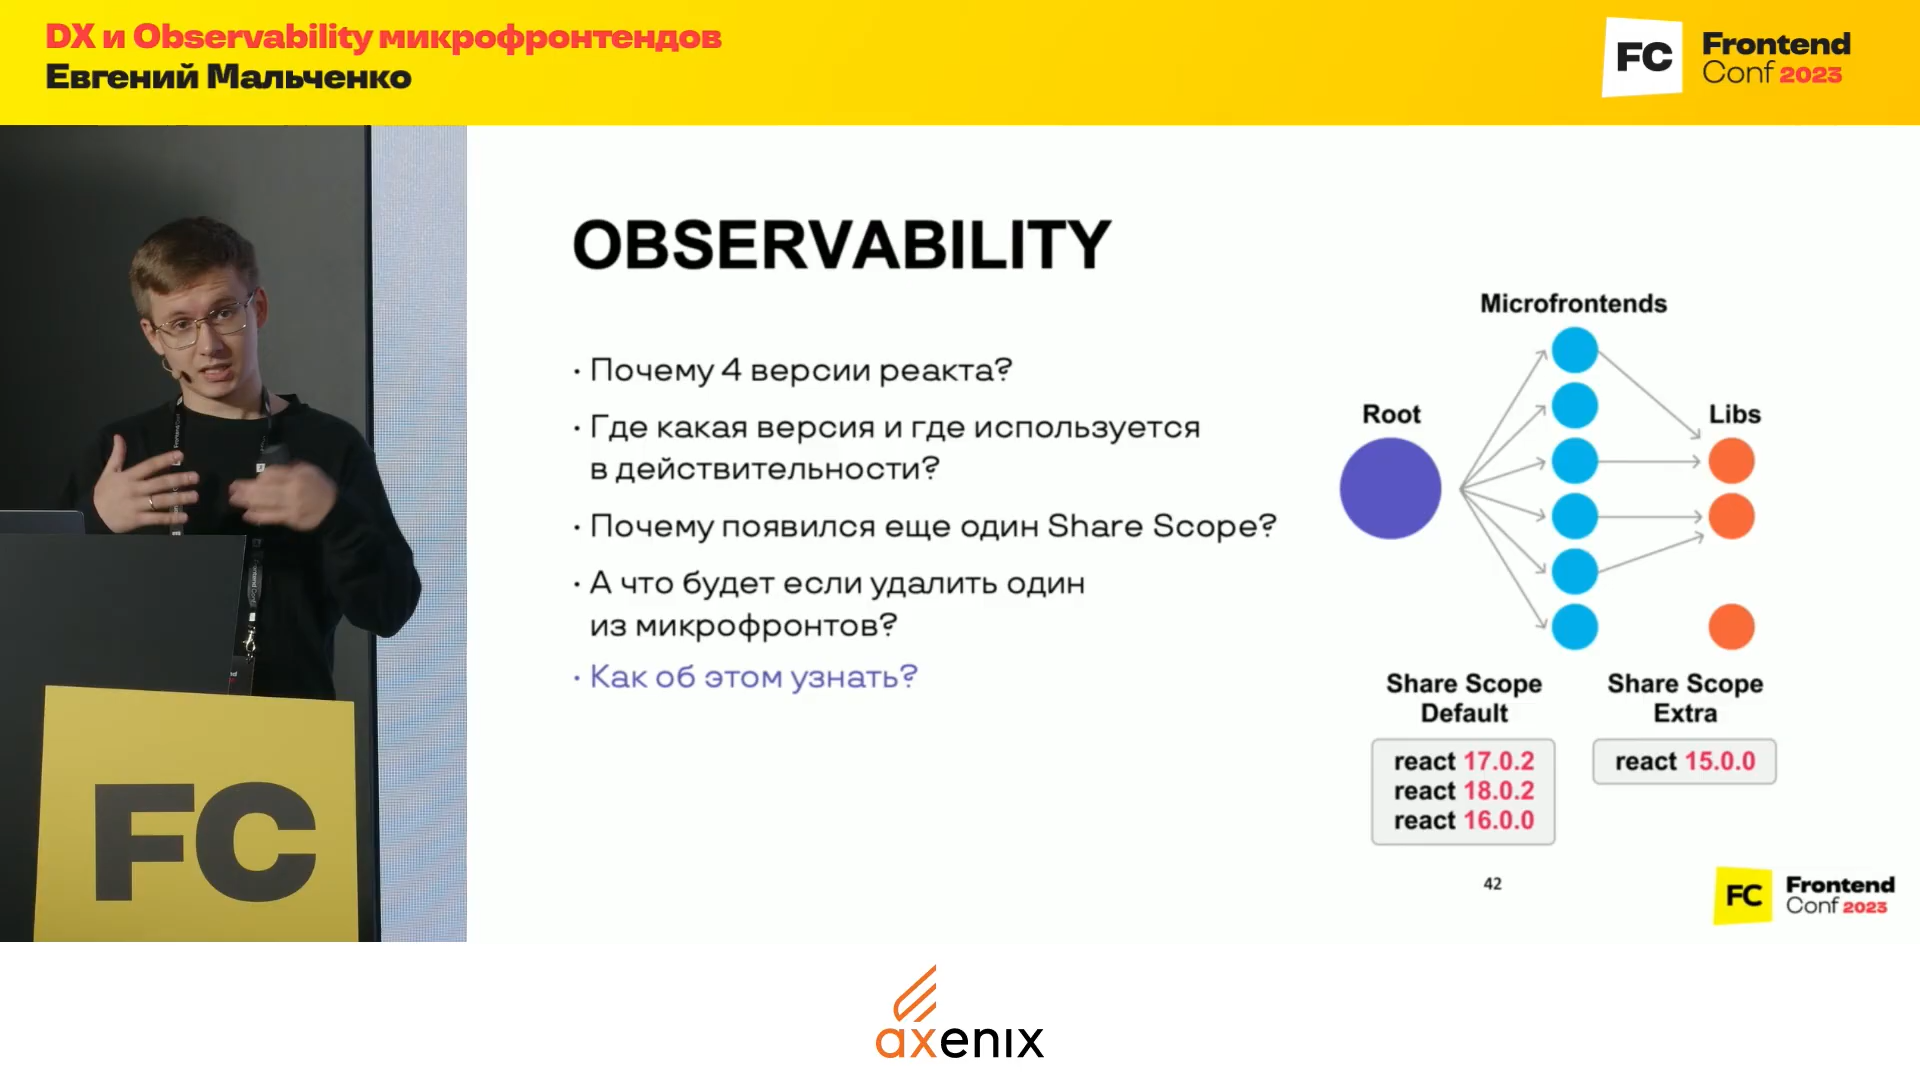 DX и Observability микрофронтендов
Евгений Мальченко
FC
Frontend
Conf 2023
OBSERVABILITY
· Почему 4 версии реакта?
· Где какая версия и где используется
в действительности?
· Почему появился еще один Share Scope?
· А что будет если удалить один
из микрофронтов?
· Как об этом узнать?
Microfrontends
Root
Libs
Share Scope
Default
react 17.0.2
react 18.0.2
react 16.0.0
Share Scope
Extra
react 15.0.0
42
FC
Frontend
Conf 2023
FC
axenix